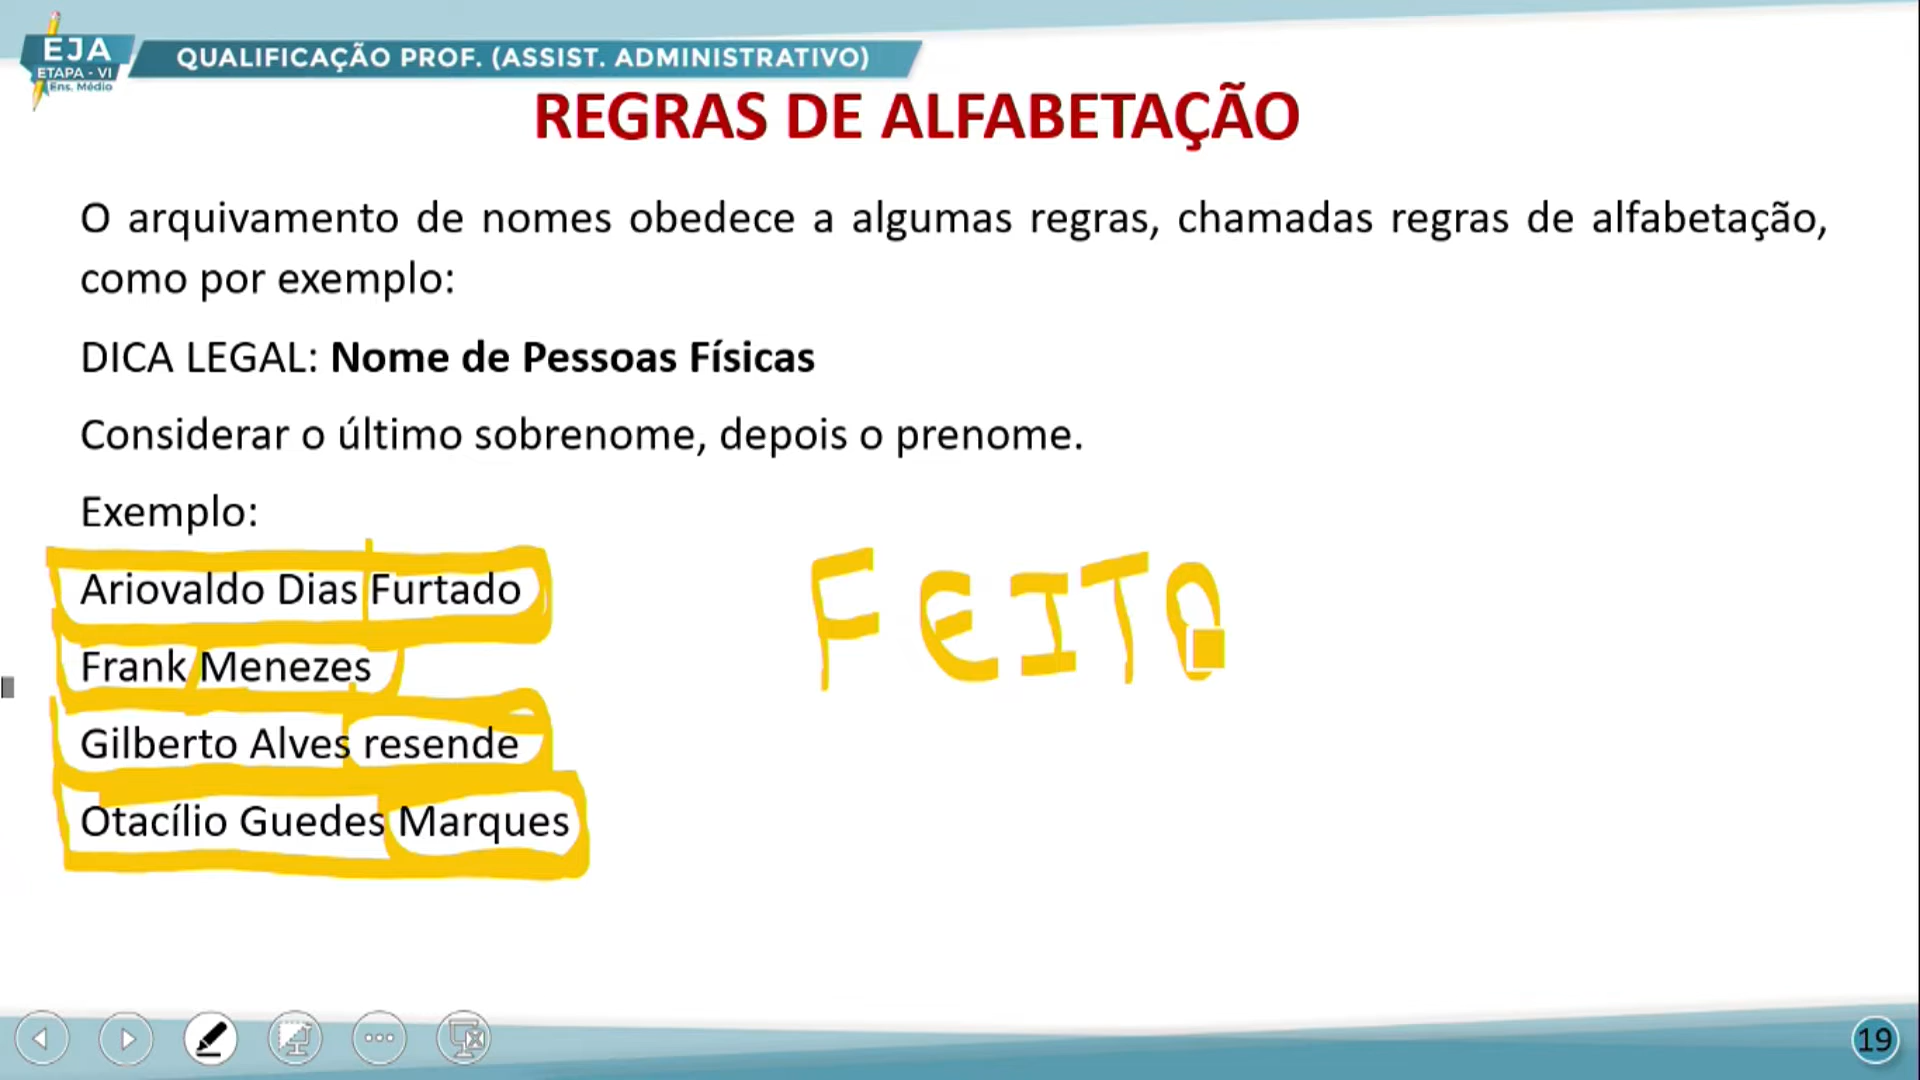 EJA
ETAPA - VI
Ens. Médio
QUALIFICAÇÃO PROF. (ASSIST. ADMINISTRATIVO)
REGRAS DE ALFABETAÇÃO
O arquivamento de nomes obedece a algumas regras, chamadas regras de alfabetação,
como por exemplo:
DICA LEGAL: Nome de Pessoas Físicas
Considerar o último sobrenome, depois o prenome.
Exemplo:
Ariovaldo Dias Furtado
Frank Menezes
Gilberto Alves resende
Otacílio Guedes Marques
FEITO
19